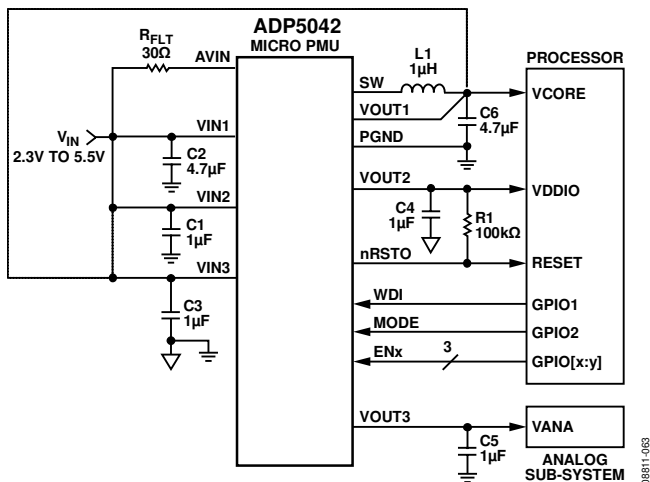 ADP5042
MICRO PMU
RFLT
30Ω
AVIN
VIN1
VIN
2.3V TO 5.5V
C2
4.7µF
VIN2
C1
1µF
VIN3
C3
1µF
SW
L1
1µH
VOUT1
PGND
C6
4.7µF
VOUT2
C4
1µF
R1
100kΩ
nRSTO
WDI
MODE
ENx
3
VOUT3
C5
1µF
PROCESSOR
VCORE
VDDIO
RESET
GPIO1
GPIO2
GPIO[x:y]
VANA
ANALOG
SUB-SYSTEM
08811-063